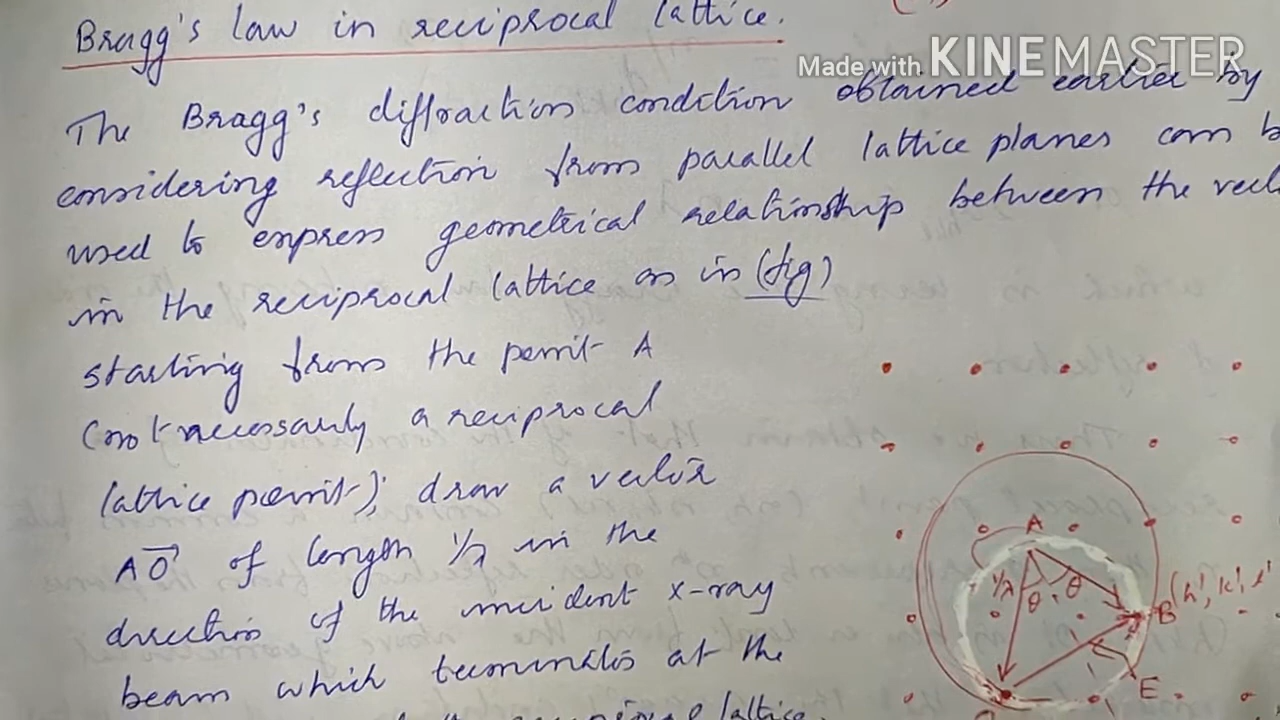 Bragg's law in reciprocal lattice.
Made with KINEMASTER
The Bragg's diffraction condition obtained earlier by
considering reflection from parallel lattice planes can b
used to express geometrical relationship between the vect
in the reciprocal lattice as in (fig)
starting from the point A
(not necessarily a reciprocal
lattice point); draw a vector
AO of length 1/λ in the
direction of the incident x-ray
beam which terminates at the
lattice.
A
1/λ θ θ
B (h', k', l'
E